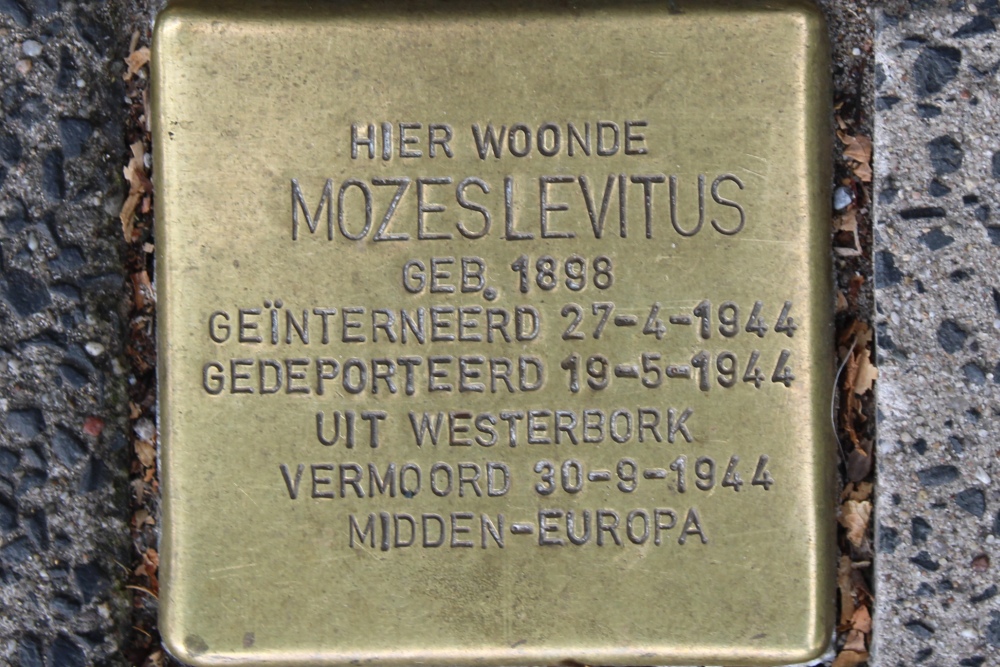 HIER WOONDE
MOZES LEVITUS
GEB. 1898
GEÏNTERNEERD 27-4-1944
GEDEPORTEERD 19-5-1944
UIT WESTERBORK
VERMOORD 30-9-1944
MIDDEN-EUROPA